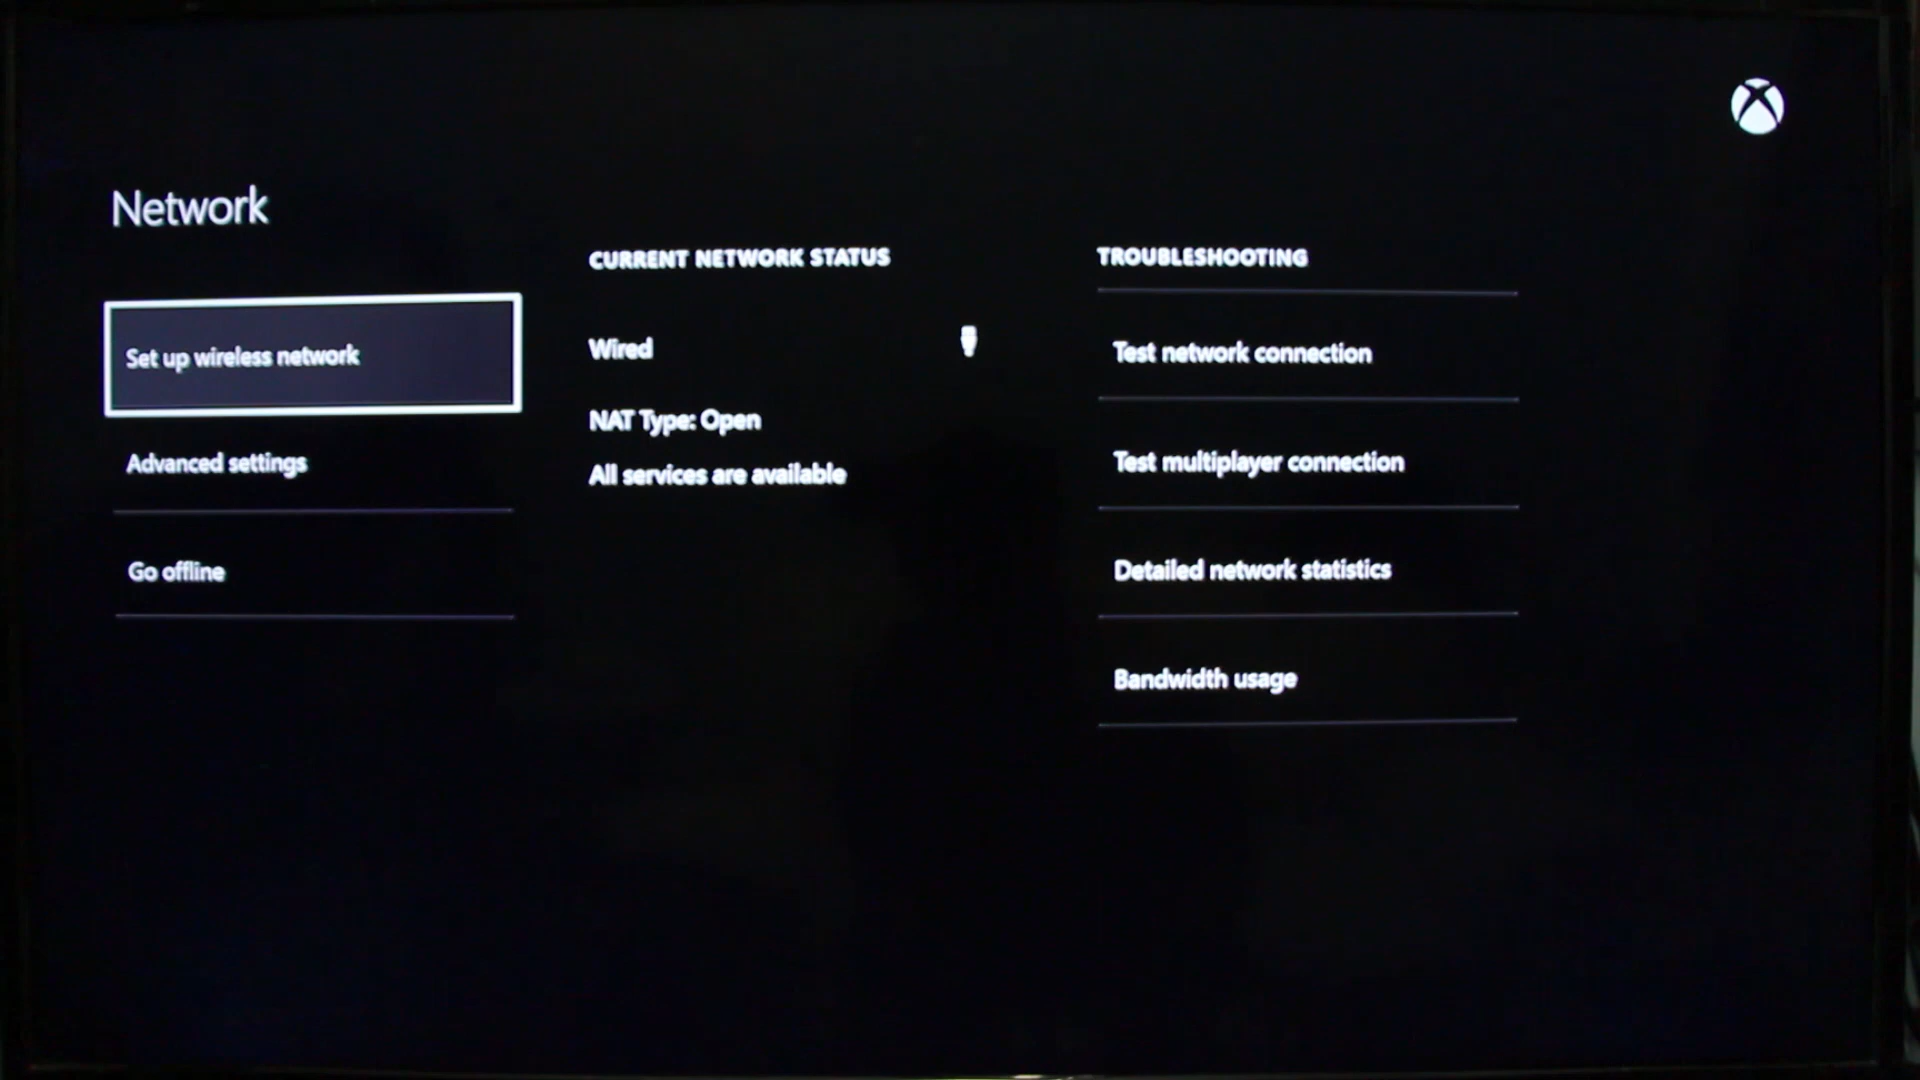 Network
Set up wireless network
Advanced settings
Go offline
CURRENT NETWORK STATUS
Wired
NAT Type: Open
All services are available
TROUBLESHOOTING
Test network connection
Test multiplayer connection
Detailed network statistics
Bandwidth usage